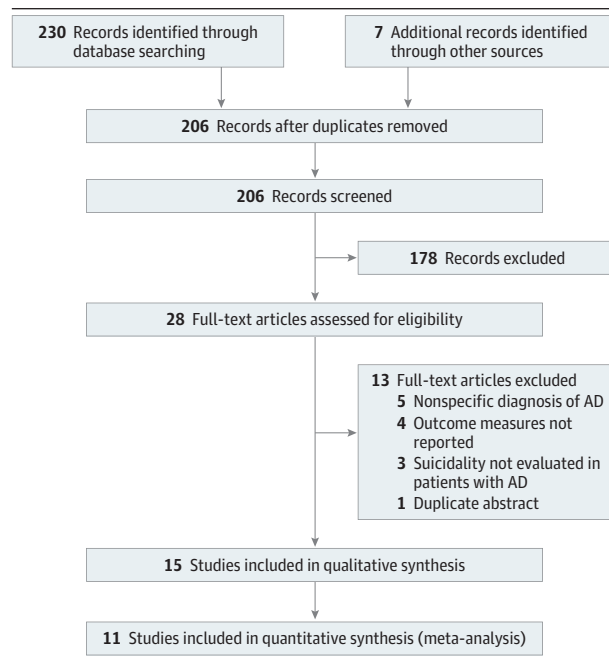 230 Records identified through
database searching
7 Additional records identified
through other sources
206 Records after duplicates removed
206 Records screened
178 Records excluded
28 Full-text articles assessed for eligibility
13 Full-text articles excluded
5 Nonspecific diagnosis of AD
4 Outcome measures not
reported
3 Suicidality not evaluated in
patients with AD
1 Duplicate abstract
15 Studies included in qualitative synthesis
11 Studies included in quantitative synthesis (meta-analysis)